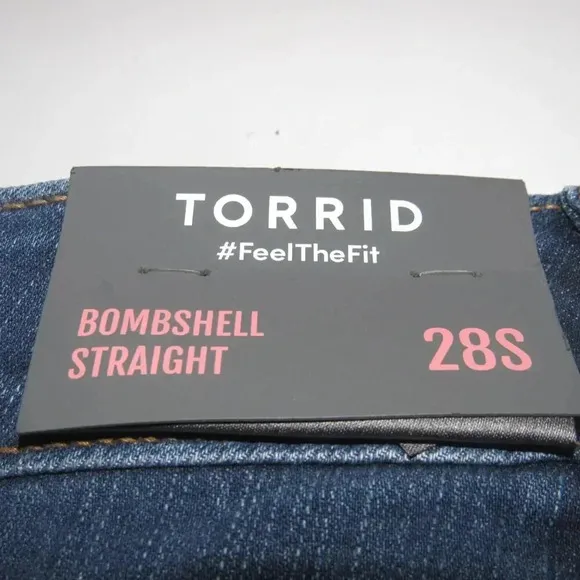 TORRID
#FeelTheFit
BOMBSHELL
STRAIGHT
28S